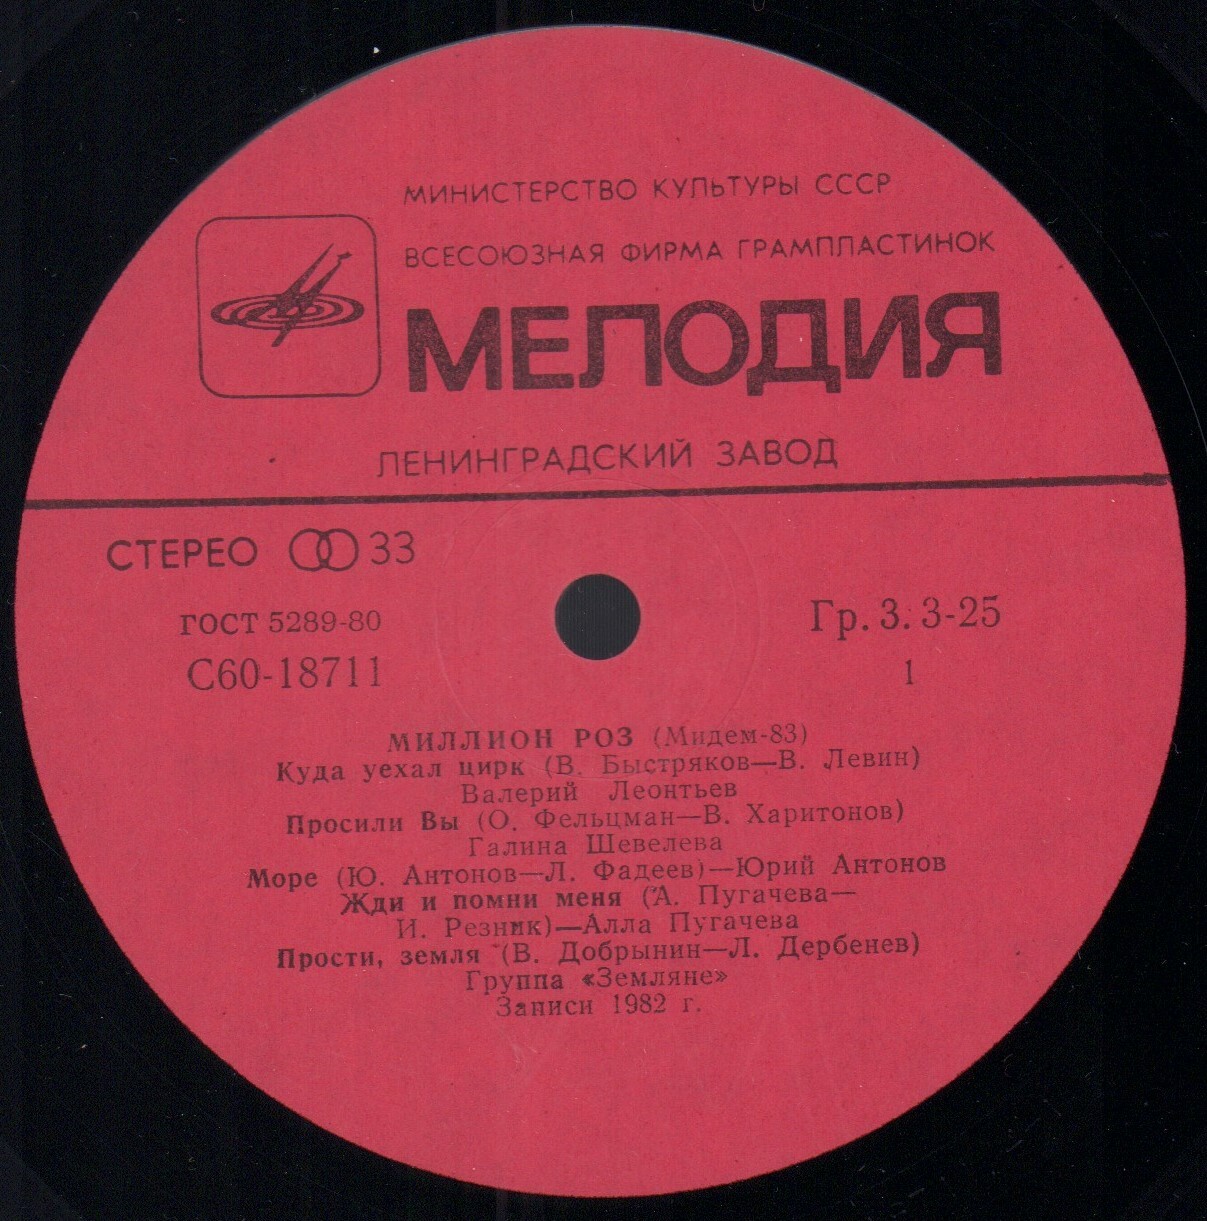 МИНИСТЕРСТВО КУЛЬТУРЫ СССР
ВСЕСОЮЗНАЯ ФИРМА ГРАМПЛАСТИНОК
МЕЛОДИЯ
ЛЕНИНГРАДСКИЙ ЗАВОД
СТЕРЕО 33
ГОСТ 5289-80
С60-18711
Гр. 3. 3-25
1
МИЛЛИОН РОЗ (Мидем-83)
Куда уехал цирк (В. Быстряков—В. Левин)
Валерий Леонтьев
Просили Вы (О. Фельцман—В. Харитонов)
Галина Шевелева
Море (Ю. Антонов—Л. Фадеев)—Юрий Антонов
Жди и помни меня (А. Пугачева—
И. Резник)—Алла Пугачева
Прости, земля (В. Добрынин—Л. Дербенев)
Группа «Земляне»
Записи 1982 г.